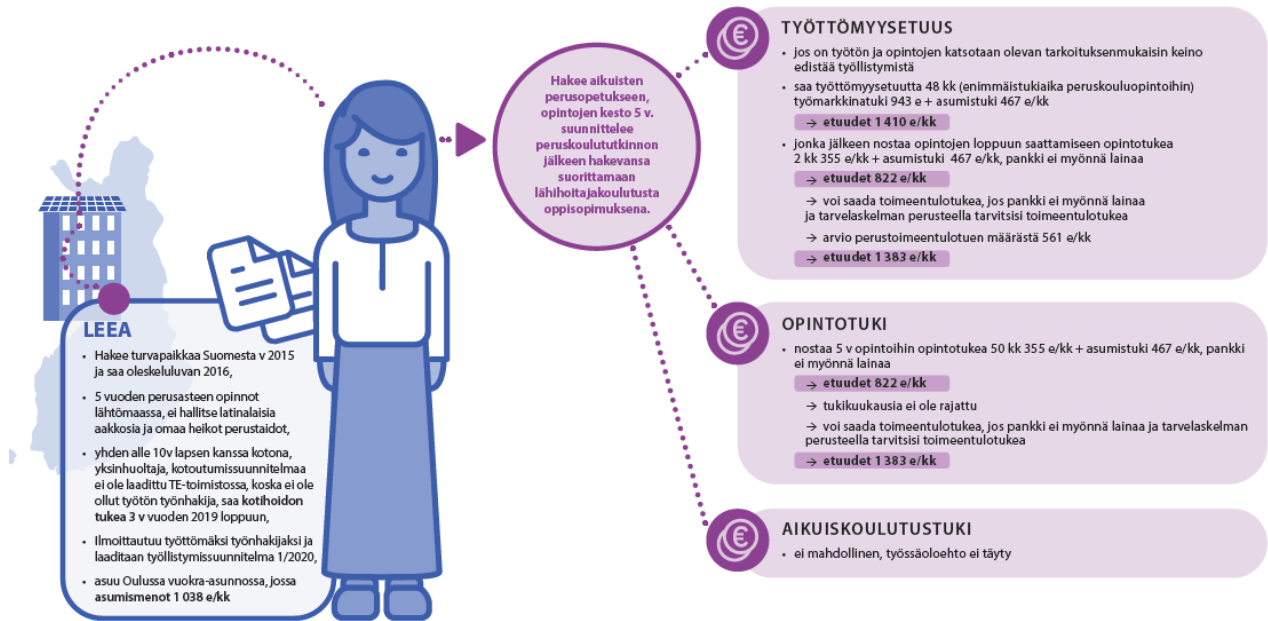 LEEA
• Hakee turvapaikkaa Suomesta v 2015
ja saa oleskeluluvan 2016,
• 5 vuoden perusasteen opinnot
lähtömaassa, ei hallitse latinalaisia
aakkosia ja omaa heikot perustaidot,
• yhden alle 10v lapsen kanssa kotona,
yksinhuoltaja, kotoutumissuunnitelmaa
ei ole laadittu TE-toimistossa, koska ei ole
ollut työtön työnhakija, saa kotihoidon
tukea 3 v vuoden 2019 loppuun,
• Ilmoittautuu työttömäksi työnhakijaksi ja
laaditaan työllistymissuunnitelma 1/2020,
• asuu Oulussa vuokra-asunnossa, jossa
asumismenot 1 038 e/kk
Hakee aikuisten
perusopetukseen,
opintojen kesto 5 v.
suunnittelee
peruskoulututkinnon
jälkeen hakevansa
suorittamaan
lähihoitajakoulutusta
oppisopimuksena.
TYÖTTÖMYYSETUUS
• jos on työtön ja opintojen katsotaan olevan tarkoituksenmukaisin keino
edistää työllistymistä
• saa työttömyysetuutta 48 kk (enimmäistukiaika peruskouluopintoihin)
työmarkkinatuki 943 e + asumistuki 467 e/kk
→ etuudet 1 410 e/kk
• jonka jälkeen nostaa opintojen loppuun saattamiseen opintotukea
2 kk 355 e/kk + asumistuki 467 e/kk, pankki ei myönnä lainaa
→ etuudet 822 e/kk
→ voi saada toimeentulotukea, jos pankki ei myönnä lainaa
ja tarvelaskelman perusteella tarvitsisi toimeentulotukea
→ arvio perustoimeentulotuen määrästä 561 e/kk
→ etuudet 1 383 e/kk
OPINTOTUKI
• nostaa 5 v opintoihin opintotukea 50 kk 355 e/kk + asumistuki 467 e/kk, pankki
ei myönnä lainaa
→ etuudet 822 e/kk
→ tukikuukausia ei ole rajattu
→ voi saada toimeentulotukea, jos pankki ei myönnä lainaa ja tarvelaskelman
perusteella tarvitsisi toimeentulotukea
→ etuudet 1 383 e/kk
AIKUISKOULUTUSTUKI
• ei mahdollinen, työssäoloehto ei täyty